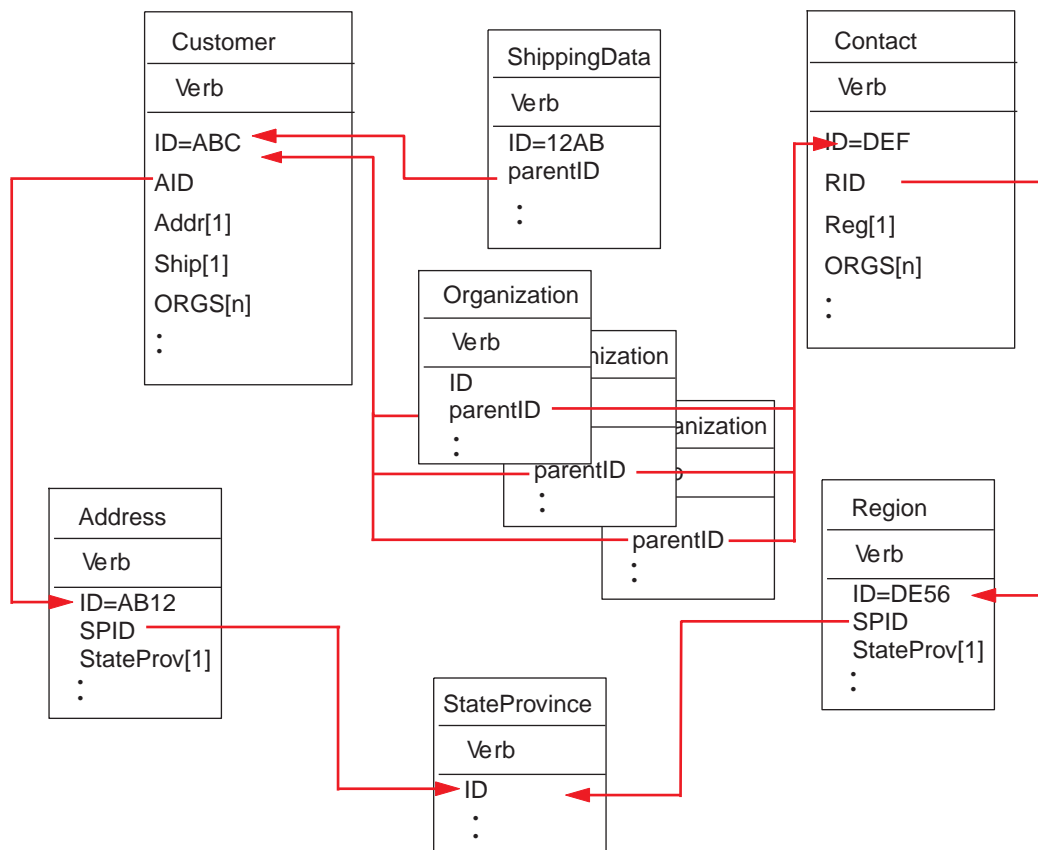 Customer
Verb
ID=ABC
AID
Addr[1]
Ship[1]
ORGS[n]
:
ShippingData
Verb
ID=12AB
parentID
:
Contact
Verb
ID=DEF
RID
Reg[1]
ORGS[n]
:
Organization
Verb
ID
parentID
:
nization
parentID
:
anization
parentID
:
Address
Verb
ID=AB12
SPID
StateProv[1]
:
Region
Verb
ID=DE56
SPID
StateProv[1]
:
StateProvince
Verb
ID
: